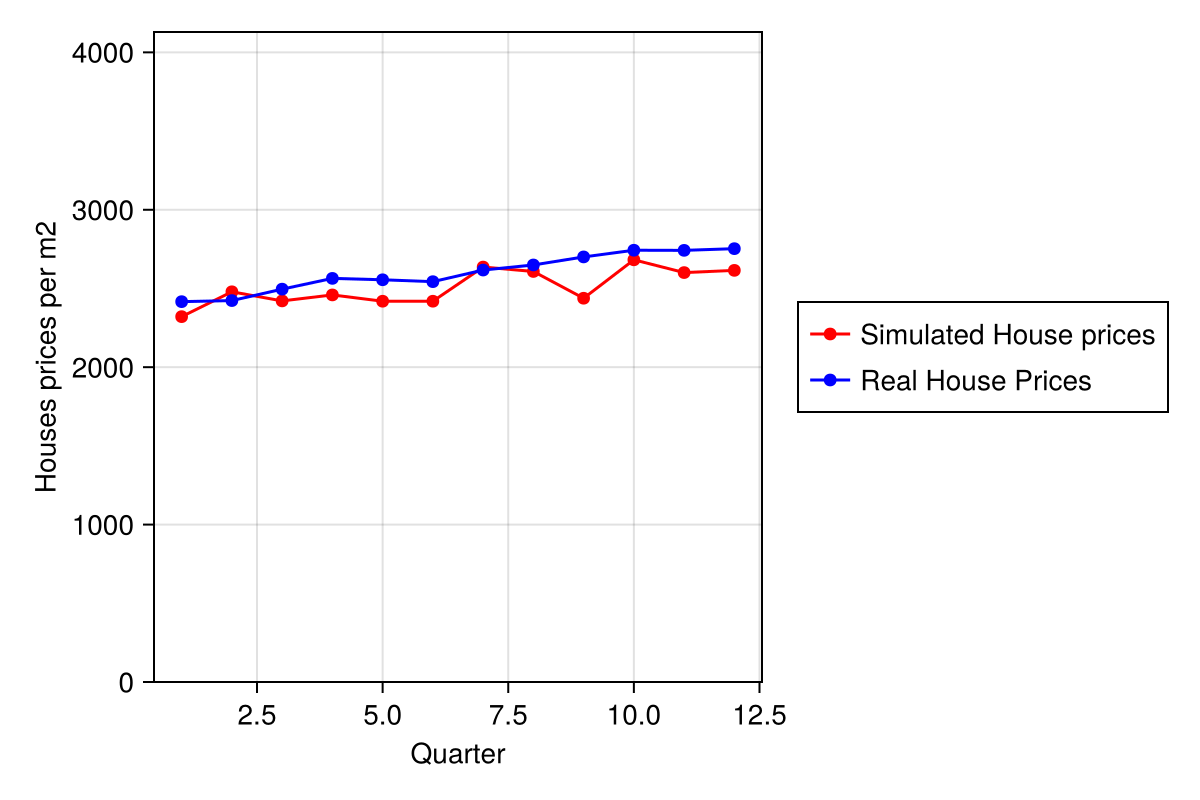 4000
3000
2000
1000
0
Houses prices per m2
2.5 5.0 7.5 10.0 12.5
Quarter
Simulated House prices
Real House Prices